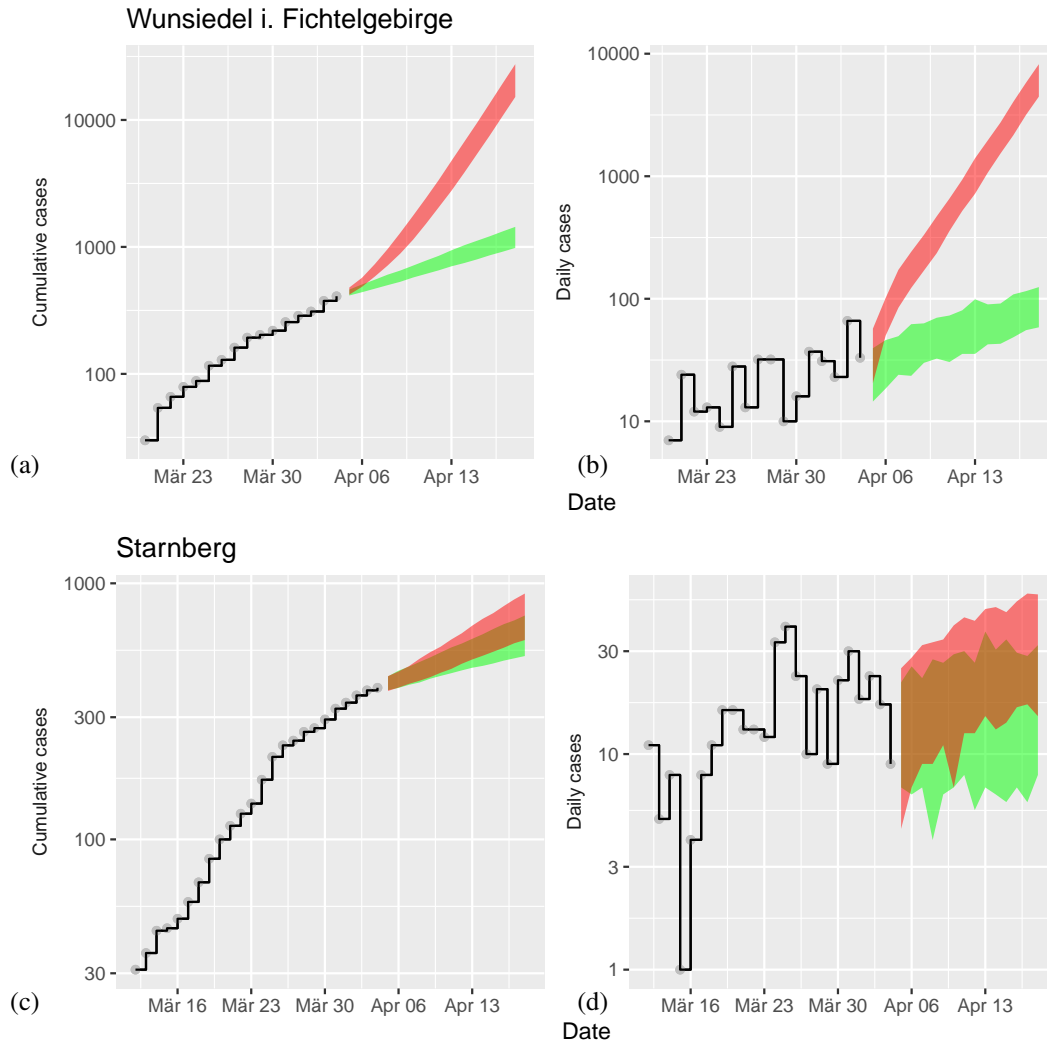 Wunsiedel i. Fichtelgebirge
Cumulative cases
10000
1000
100
Mär 23 Mär 30 Apr 06 Apr 13
(a)
Daily cases
10000
1000
100
10
Mär 23 Mär 30 Apr 06 Apr 13
(b)
Date
Starnberg
Cumulative cases
1000
300
100
30
Mär 16 Mär 23 Mär 30 Apr 06 Apr 13
(c)
Daily cases
30
10
3
1
Mär 16 Mär 23 Mär 30 Apr 06 Apr 13
(d)
Date